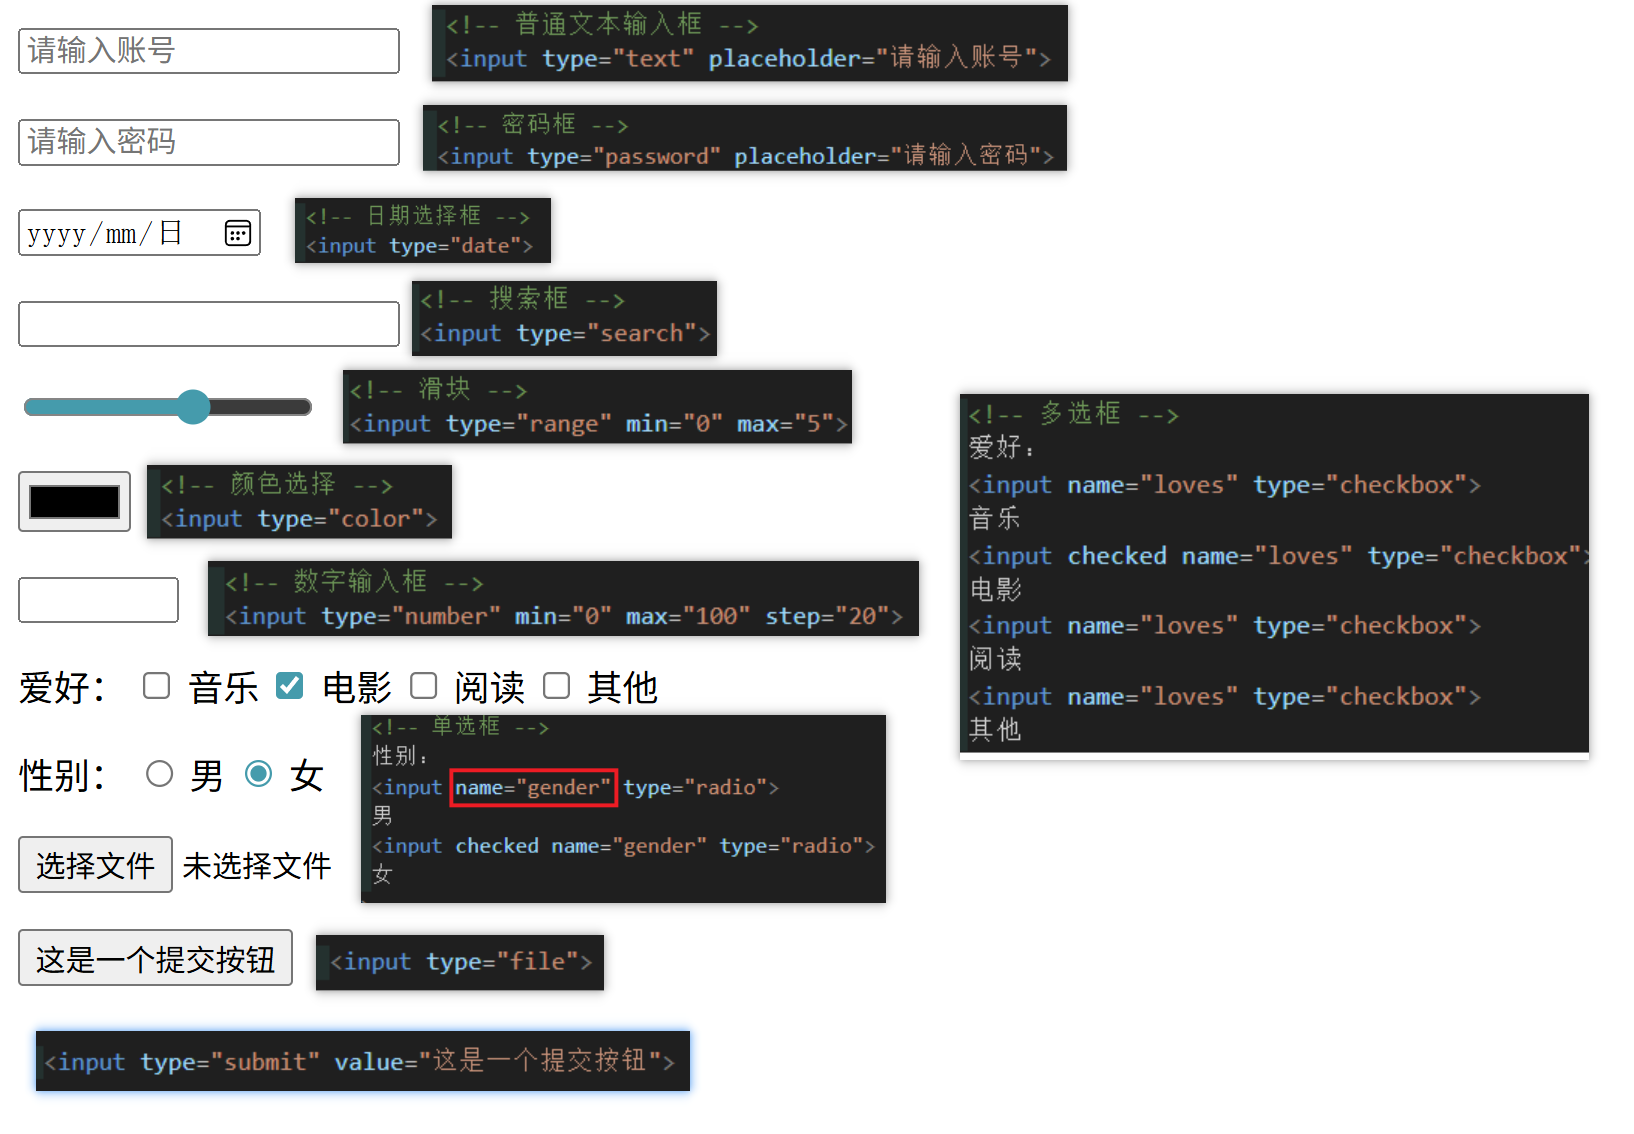 请输入账号
<!-- 普通文本输入框 -->
<input type="text" placeholder="请输入账号">
请输入密码
<!-- 密码框 -->
<input type="password" placeholder="请输入密码">
yyyy/mm/日
<!-- 日期选择框 -->
<input type="date">
<!-- 搜索框 -->
<input type="search">
<!-- 滑块 -->
<input type="range" min="0" max="5">
<!-- 颜色选择 -->
<input type="color">
<!-- 数字输入框 -->
<input type="number" min="0" max="100" step="20">
<!-- 多选框 -->
爱好：
<input name="loves" type="checkbox">
音乐
<input checked name="loves" type="checkbox">
电影
<input name="loves" type="checkbox">
阅读
<input name="loves" type="checkbox">
其他
爱好： 音乐 电影 阅读 其他
<!-- 单选框 -->
性别：
<input name="gender" type="radio">
男
<input checked name="gender" type="radio">
女
性别： 男 女
选择文件 未选择文件
这是一个提交按钮
<input type="file">
<input type="submit" value="这是一个提交按钮">